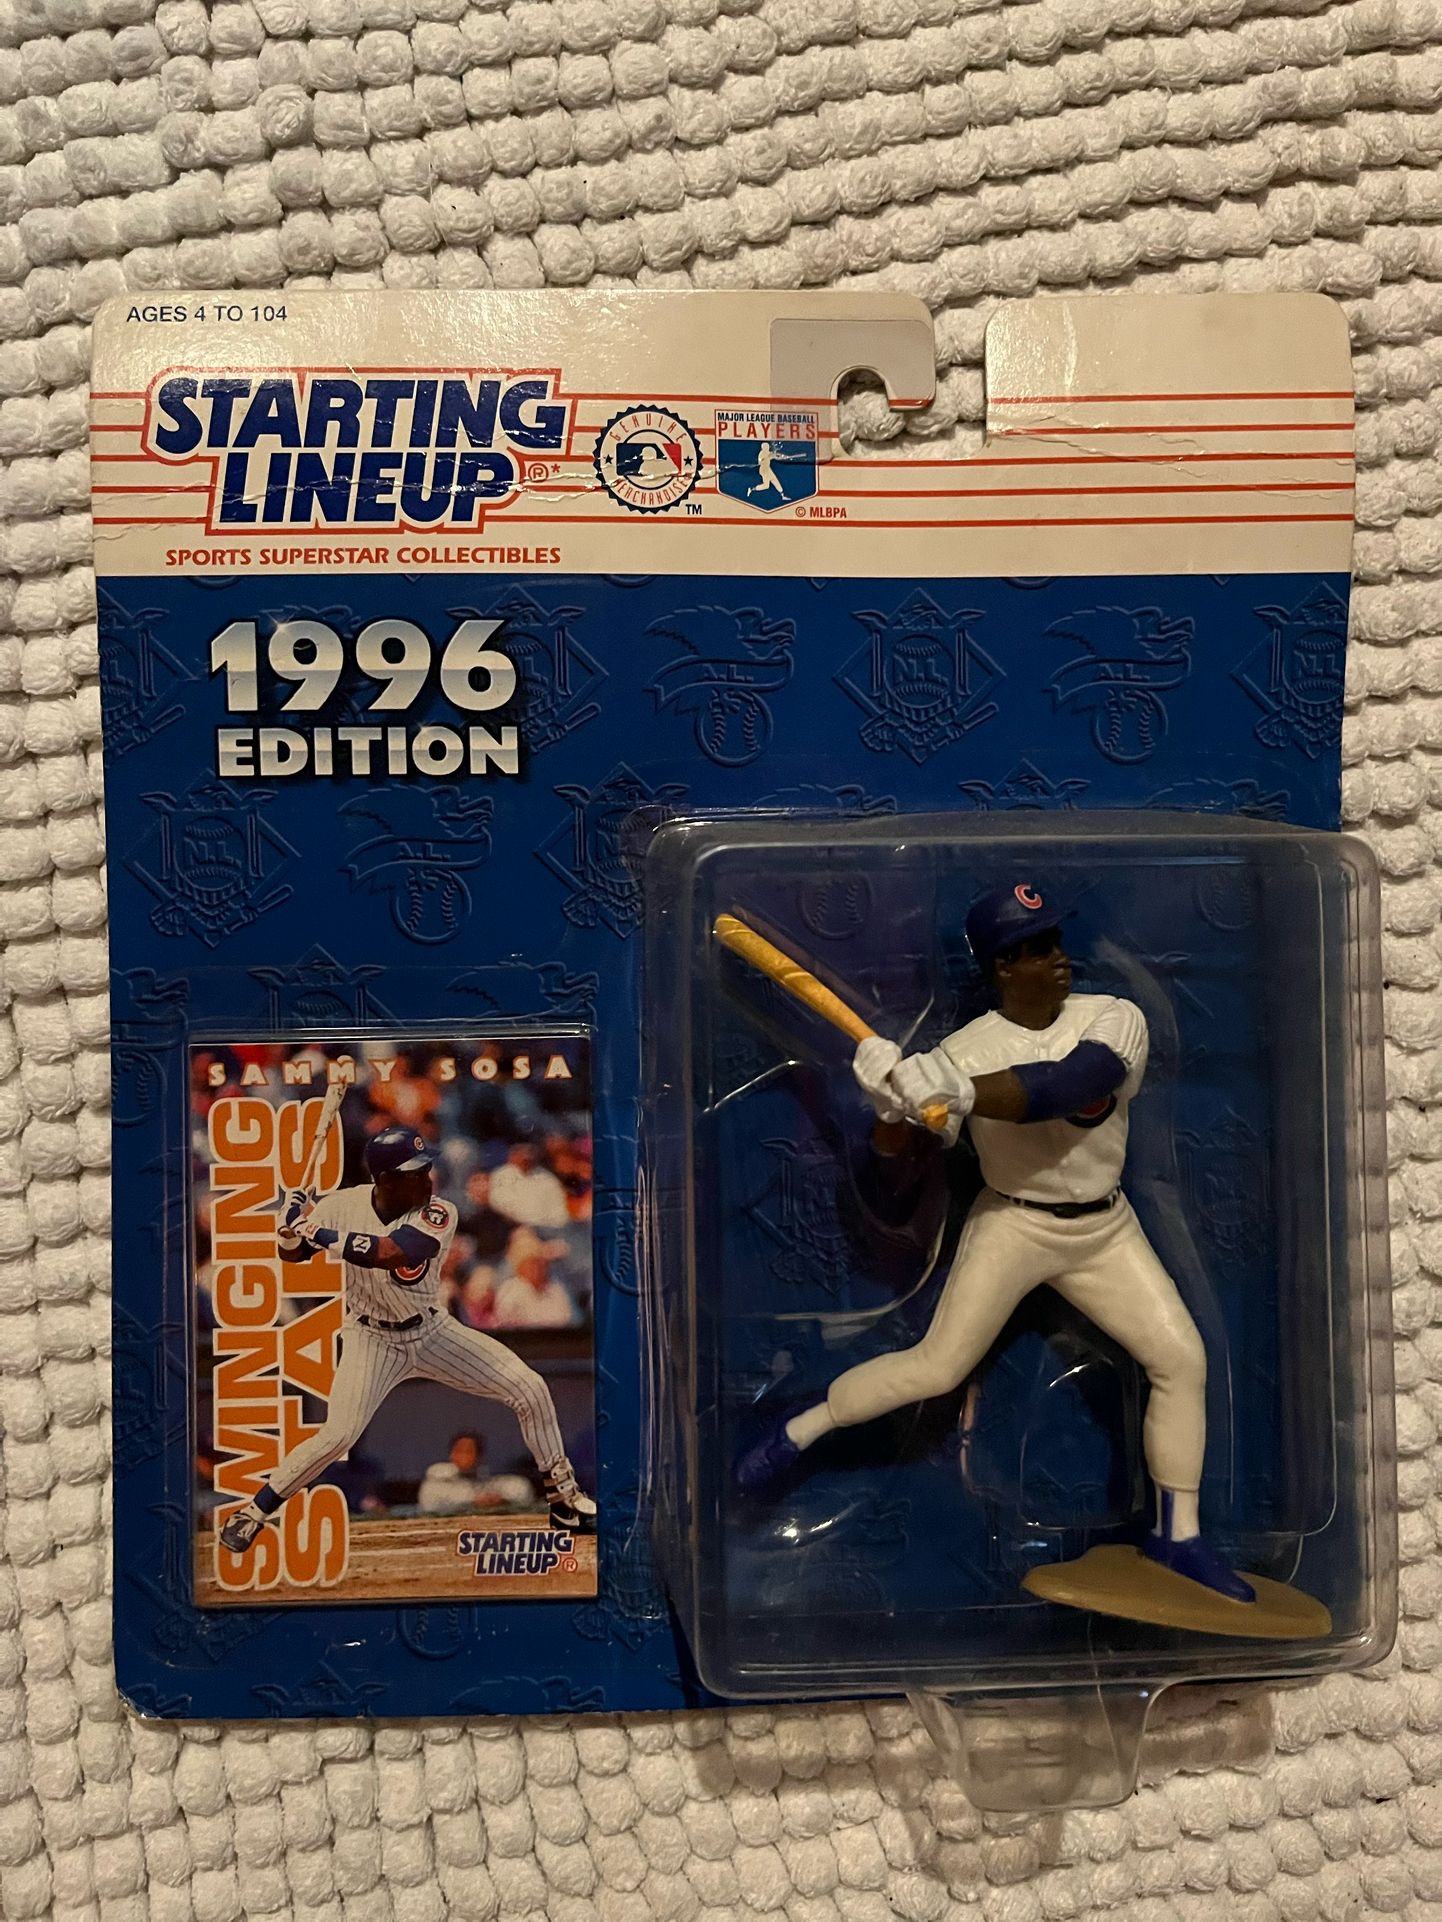 AGES 4 TO 104
STARTING
LINEUP®*
SPORTS SUPERSTAR COLLECTIBLES
GENUINE
MERCHANDISE
TM
MAJOR LEAGUE BASEBALL
PLAYERS
© MLBPA
1996
EDITION
N.L.
A.L.
N.L.
A.L.
N.L.
N.L.
A.L.
N.L.
C
SAMMY SOSA
SWINGING
STARS
C
N
C
STARTING
LINEUP®